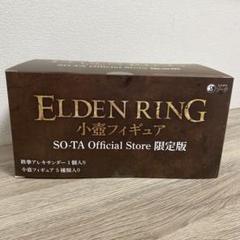 ELDEN RING
小壺フィギュア
SO-TA Official Store 限定版
鉄拳アレキサンダー 1個入り
小壺フィギュア 5種類入り